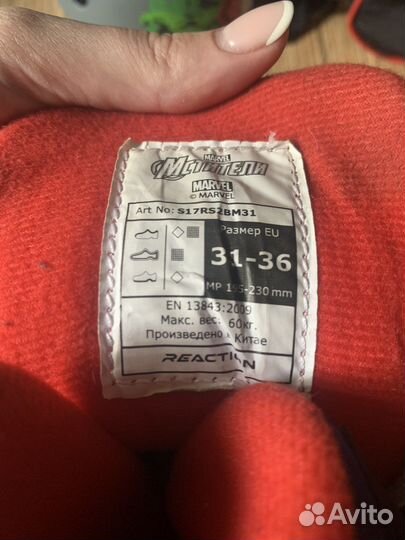 MARVEL
МСТИТЕЛИ
MARVEL
© MARVEL
Art No: S17RS2BM31
Размер EU
31-36
МР 195-230 mm
EN 13843:2009
Макс. вес: 60кг.
Произведено в Китае
REACTION
Avito